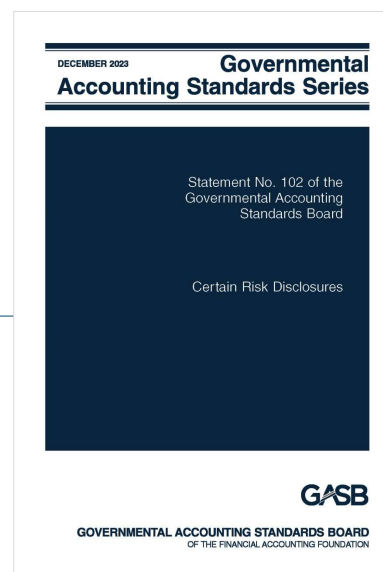 DECEMBER 2023
Governmental
Accounting Standards Series
Statement No. 102 of the
Governmental Accounting
Standards Board
Certain Risk Disclosures
GASB
GOVERNMENTAL ACCOUNTING STANDARDS BOARD
OF THE FINANCIAL ACCOUNTING FOUNDATION